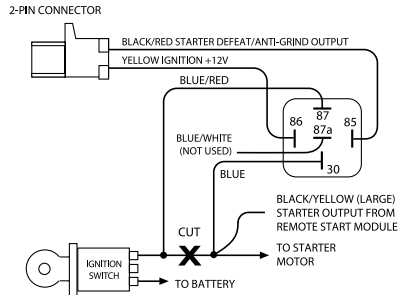 2-PIN CONNECTOR
BLACK/RED STARTER DEFEAT/ANTI-GRIND OUTPUT
YELLOW IGNITION +12V
BLUE/RED
86
87
87a
85
30
BLUE/WHITE
(NOT USED)
BLUE
BLACK/YELLOW (LARGE)
STARTER OUTPUT FROM
REMOTE START MODULE
CUT
TO STARTER
MOTOR
IGNITION
SWITCH
TO BATTERY